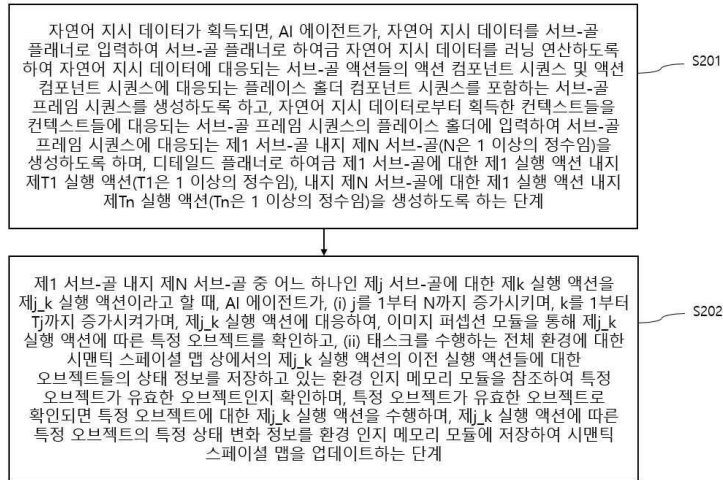 자연어 지시 데이터가 획득되면, AI 에이전트가, 자연어 지시 데이터를 서브-골
플래너로 입력하여 서브-골 플래너로 하여금 자연어 지시 데이터를 러닝 연산하도록
하여 자연어 지시 데이터에 대응되는 서브-골 액션들의 액션 컴포넌트 시퀀스 및 액션
컴포넌트 시퀀스에 대응되는 플레이스 홀더 컴포넌트 시퀀스를 포함하는 서브-골
프레임 시퀀스를 생성하도록 하고, 자연어 지시 데이터로부터 획득한 컨텍스트들을
컨텍스트들에 대응되는 서브-골 프레임 시퀀스의 플레이스 홀더에 입력하여 서브-골
프레임 시퀀스에 대응되는 제1 서브-골 내지 제N 서브-골(N은 1 이상의 정수임)을
생성하도록 하며, 디테일드 플래너로 하여금 제1 서브-골에 대한 제1 실행 액션 내지
제T1 실행 액션(T1은 1 이상의 정수임), 내지 제N 서브-골에 대한 제1 실행 액션 내지
제Tn 실행 액션(Tn은 1 이상의 정수임)을 생성하도록 하는 단계
S201
제1 서브-골 내지 제N 서브-골 중 어느 하나인 제j 서브-골에 대한 제k 실행 액션을
제j_k 실행 액션이라고 할 때, AI 에이전트가, (i) j를 1부터 N까지 증가시키며, k를 1부터
Tj까지 증가시켜가며, 제j_k 실행 액션에 대응하여, 이미지 퍼셉션 모듈을 통해 제j_k
실행 액션에 따른 특정 오브젝트를 확인하고, (ii) 태스크를 수행하는 전체 환경에 대한
시맨틱 스페이셜 맵 상에서의 제j_k 실행 액션의 이전 실행 액션들에 대한
오브젝트들의 상태 정보를 저장하고 있는 환경 인지 메모리 모듈을 참조하여 특정
오브젝트가 유효한 오브젝트인지 확인하며, 특정 오브젝트가 유효한 오브젝트로
확인되면 특정 오브젝트에 대한 제j_k 실행 액션을 수행하며, 제j_k 실행 액션에 따른
특정 오브젝트의 특정 상태 변화 정보를 환경 인지 메모리 모듈에 저장하여 시맨틱
스페이셜 맵을 업데이트하는 단계
S202